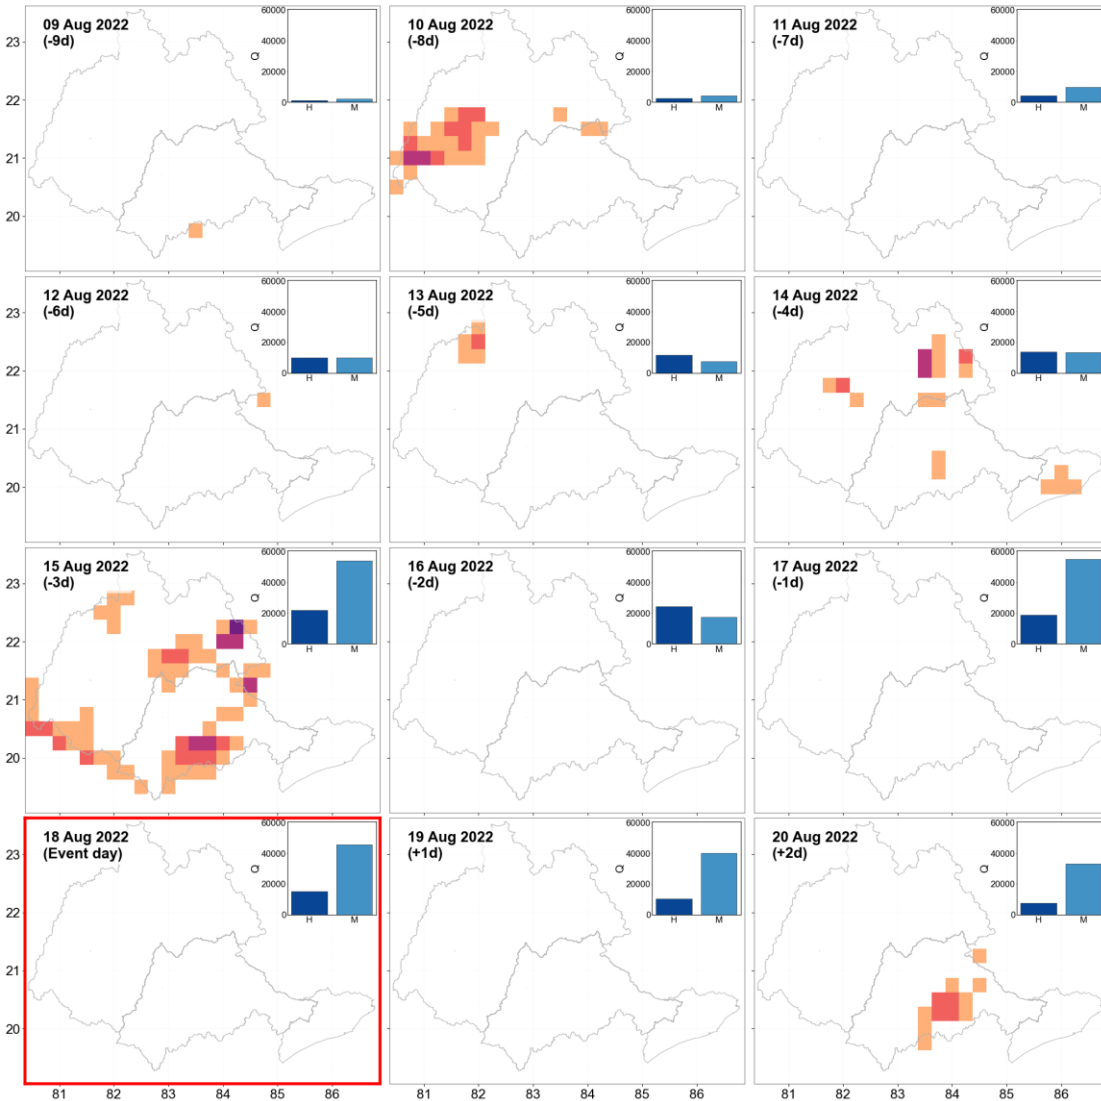 09 Aug 2022
(-9d)
60000
40000
20000
0
H M
Q
10 Aug 2022
(-8d)
60000
40000
20000
0
H M
Q
11 Aug 2022
(-7d)
60000
40000
20000
0
H M
23
22
21
20
12 Aug 2022
(-6d)
60000
40000
20000
0
H M
Q
13 Aug 2022
(-5d)
60000
40000
20000
0
H M
Q
14 Aug 2022
(-4d)
60000
40000
20000
0
H M
23
22
21
20
15 Aug 2022
(-3d)
60000
40000
20000
0
H M
Q
16 Aug 2022
(-2d)
60000
40000
20000
0
H M
Q
17 Aug 2022
(-1d)
60000
40000
20000
0
H M
23
22
21
20
18 Aug 2022
(Event day)
60000
40000
20000
0
H M
Q
19 Aug 2022
(+1d)
60000
40000
20000
0
H M
Q
20 Aug 2022
(+2d)
60000
40000
20000
0
H M
23
22
21
20
81 82 83 84 85 86
81 82 83 84 85 86
81 82 83 84 85 86